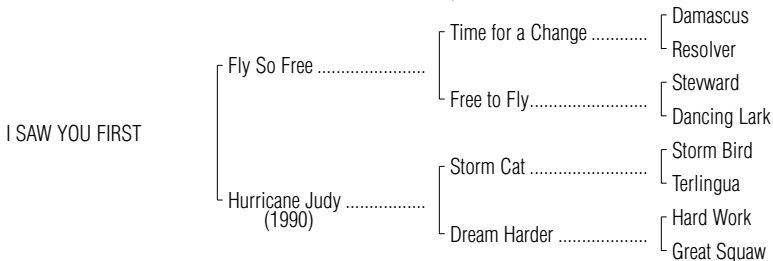 Damascus
Time for a Change ............
Resolver
Fly So Free .......................
Stevward
Free to Fly.........................
Dancing Lark
I SAW YOU FIRST
Storm Bird
Storm Cat .........................
Terlingua
Hurricane Judy .................
(1990)
Hard Work
Dream Harder ...................
Great Squaw